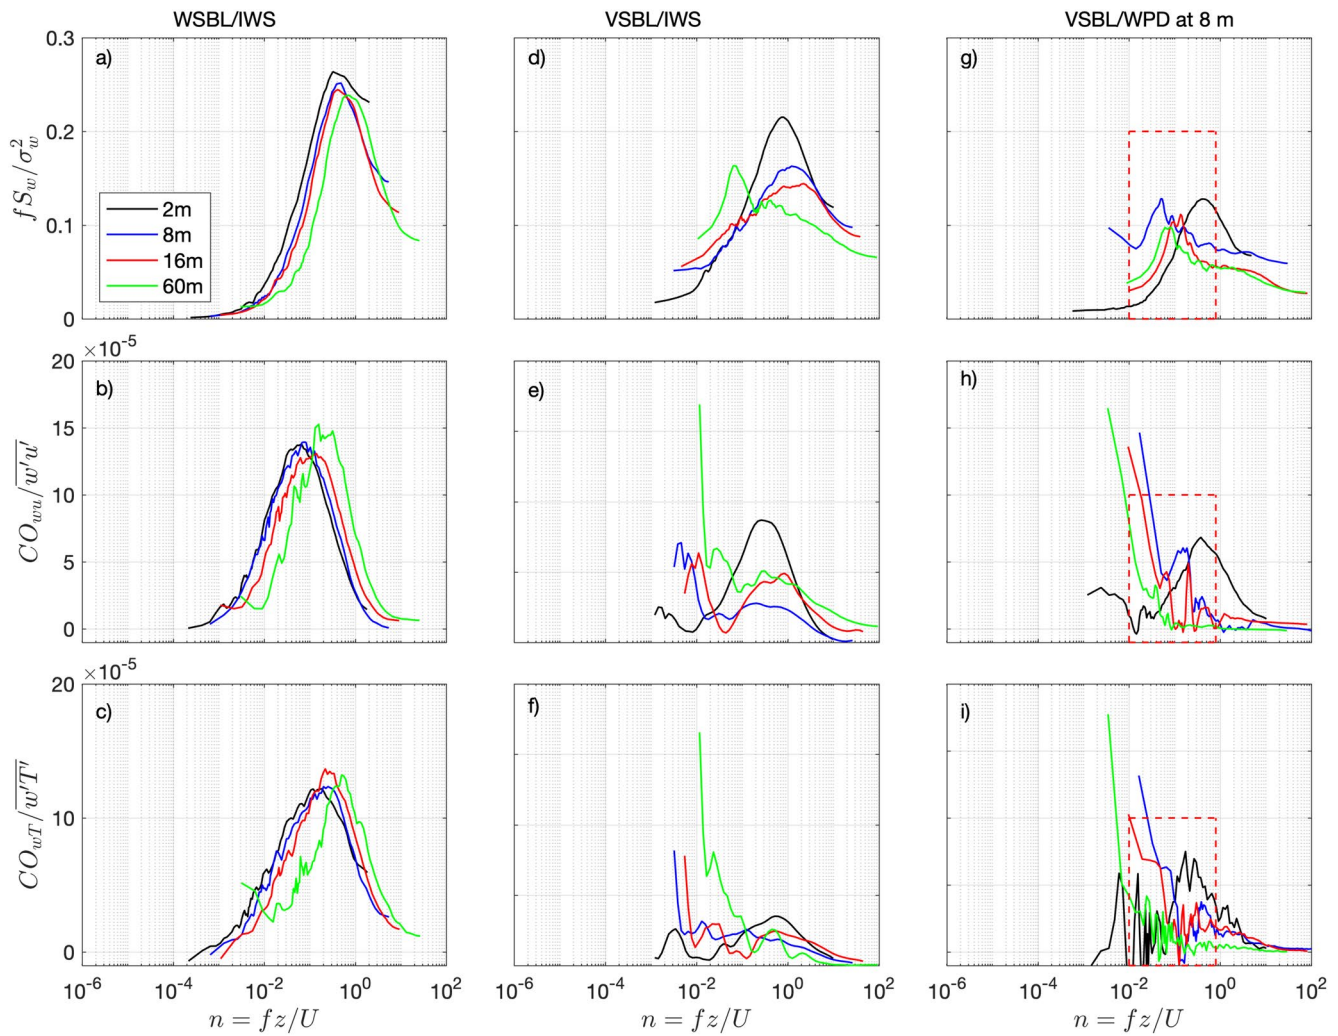 WSBL/IWS VSBL/IWS VSBL/WPD at 8 m
0.3 a) d) g)
0.2
fS_w/σ_w^2
2m
8m
16m
60m
0.1
0
×10^-5
20 b) e) h)
15
10
CO_wu/w'u'
5
0
×10^-5
20 c) f) i)
10
CO_wT/w'T'
0
10^-6 10^-4 10^-2 10^0 10^2 10^-6 10^-4 10^-2 10^0 10^2 10^-6 10^-4 10^-2 10^0 10^2
n = fz/U n = fz/U n = fz/U